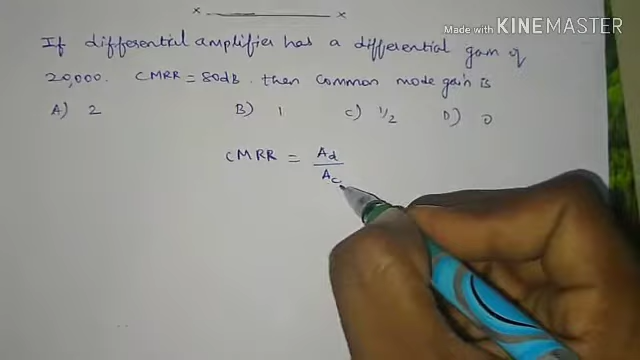 Made with KINEMASTER
If differential amplifier has a differential gain of
20,000. CMRR = 80dB. then common mode gain is
A) 2 B) 1 C) 1/2 D) 0
CMRR = Ad/Ac